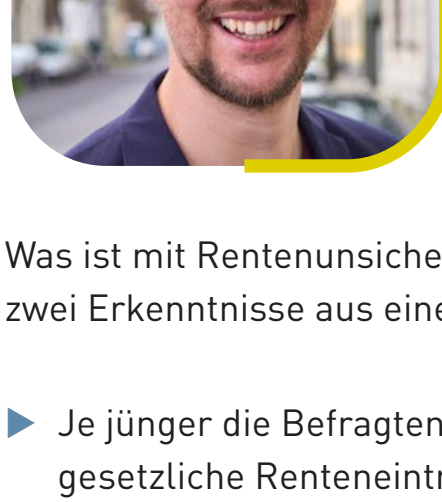 Was ist mit Rentenunsiche
zwei Erkenntnisse aus eine
Je jünger die Befragten
gesetzliche Renteneintr